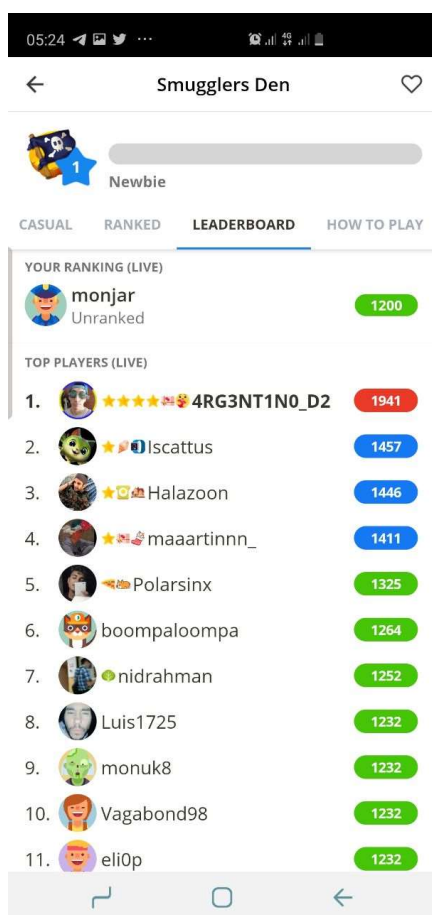 05:24
4G
Smugglers Den
1
Newbie
CASUAL RANKED LEADERBOARD HOW TO PLAY
YOUR RANKING (LIVE)
monjar 1200
Unranked
TOP PLAYERS (LIVE)
1. 4RG3NT1N0_D2 1941
2. Iscattus 1457
3. Halazoon 1446
4. maaartinnn_ 1411
5. Polarsinx 1325
6. boompaloompa 1264
7. nidrahman 1252
8. Luis1725 1232
9. monuk8 1232
10. Vagabond98 1232
11. eli0p 1232